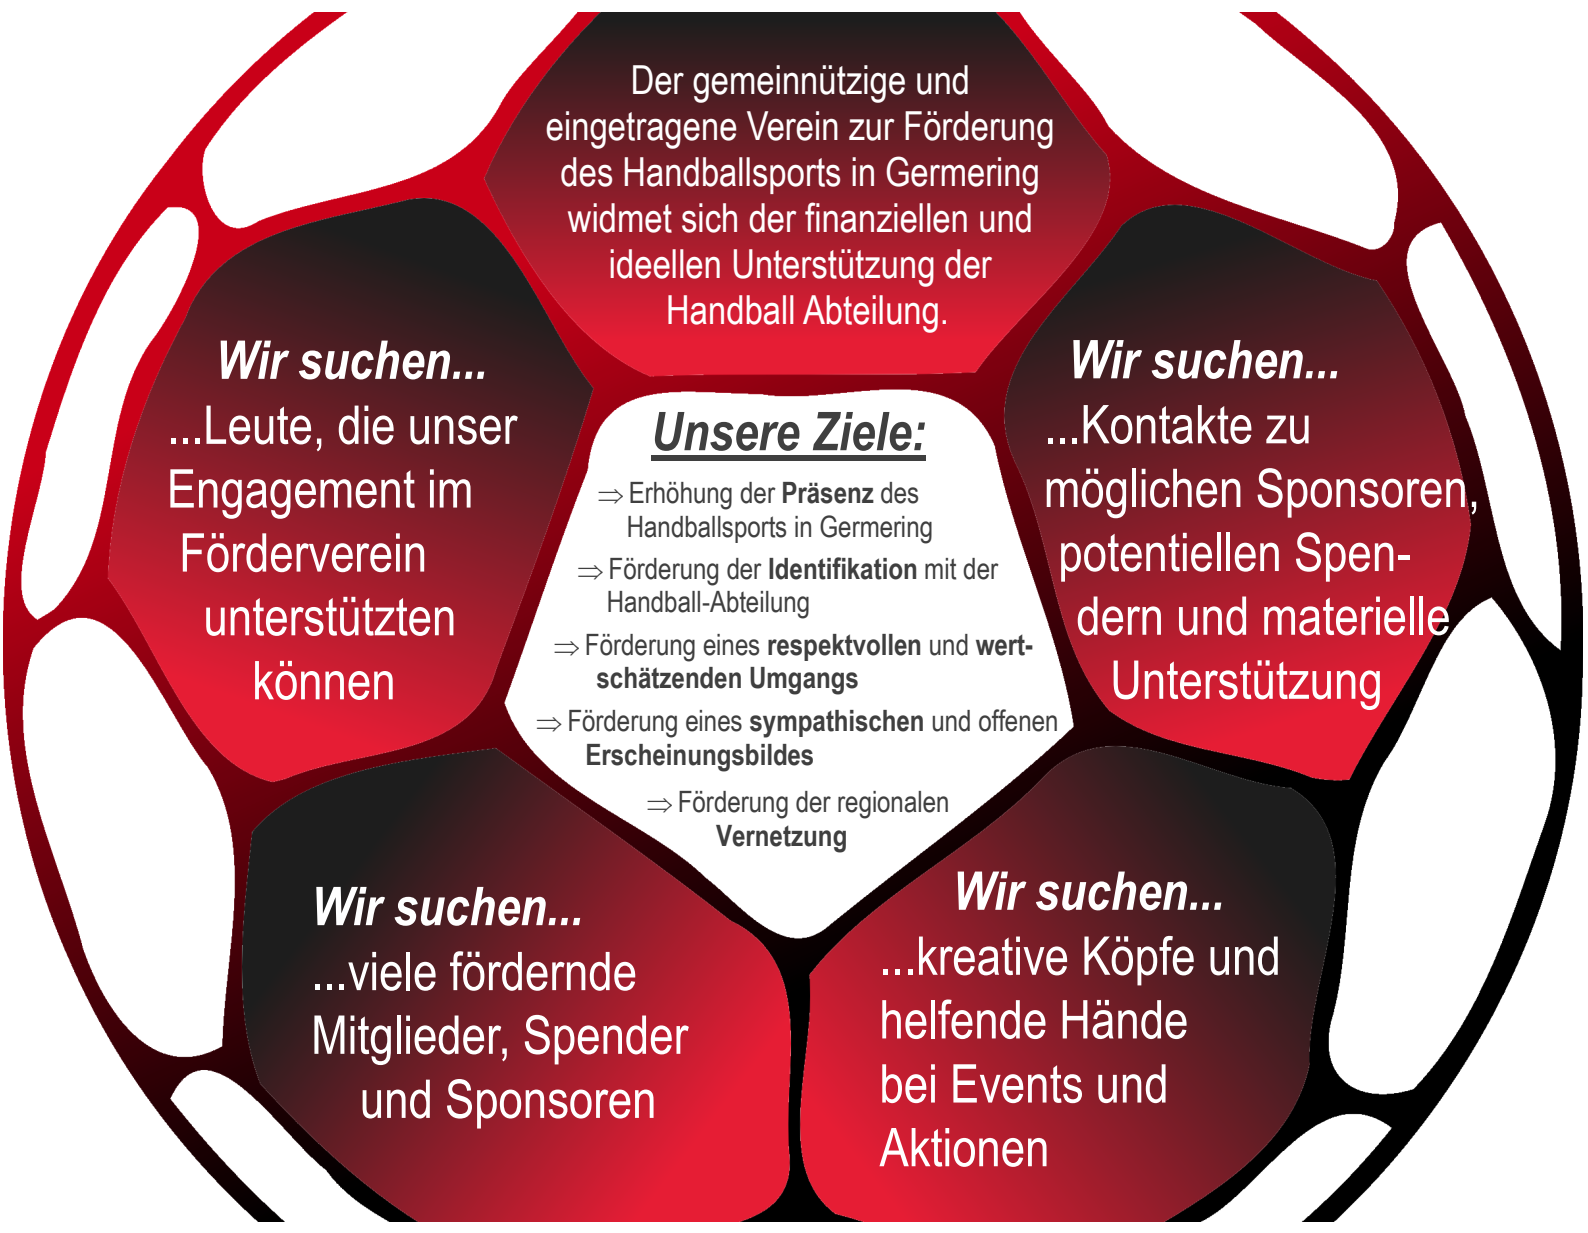 Der gemeinnützige und
eingetragene Verein zur Förderung
des Handballsports in Germering
widmet sich der finanziellen und
ideellen Unterstützung der
Handball Abteilung.
Wir suchen...
...Leute, die unser
Engagement im
Förderverein
unterstützten
können
Unsere Ziele:
⇒ Erhöhung der Präsenz des
Handballsports in Germering
⇒ Förderung der Identifikation mit der
Handball-Abteilung
⇒ Förderung eines respektvollen und wert-
schätzenden Umgangs
⇒ Förderung eines sympathischen und offenen
Erscheinungsbildes
⇒ Förderung der regionalen
Vernetzung
Wir suchen...
...Kontakte zu
möglichen Sponsoren,
potentiellen Spen-
dern und materielle
Unterstützung
Wir suchen...
...viele fördernde
Mitglieder, Spender
und Sponsoren
Wir suchen...
...kreative Köpfe und
helfende Hände
bei Events und
Aktionen